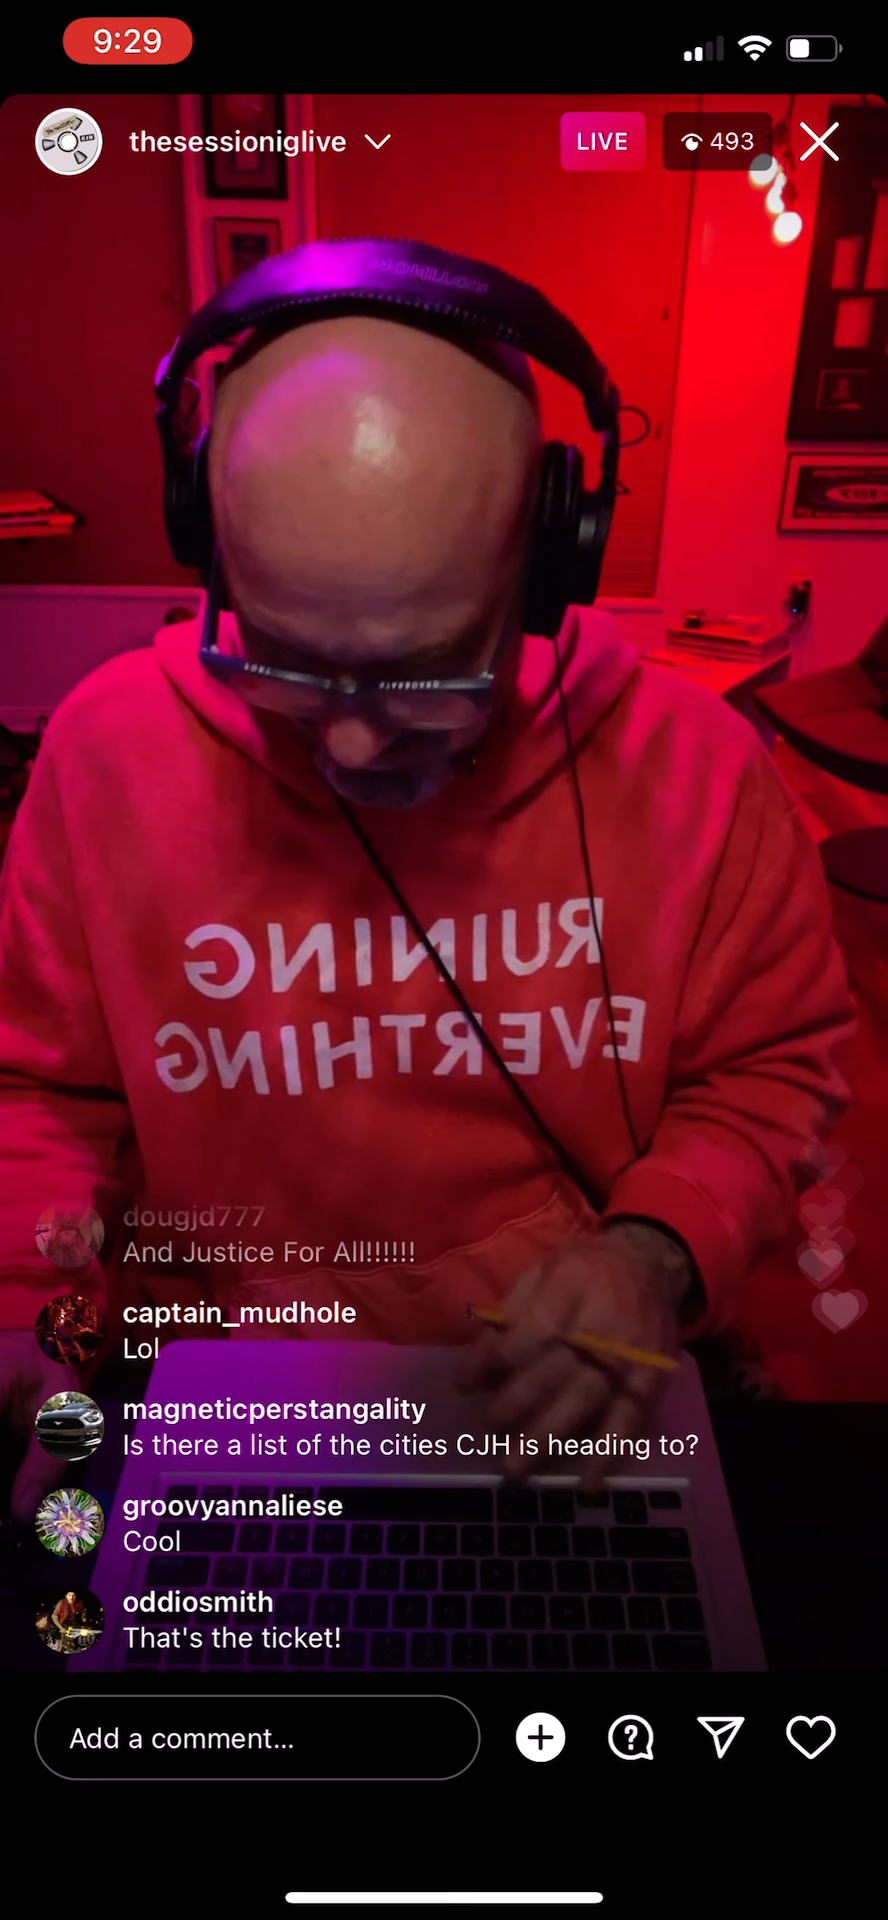 9:29
thesessioniglive
LIVE
493
RUINING
EVERYTHING
dougjd777
And Justice For All!!!!!!
captain_mudhole
Lol
magneticperstangality
Is there a list of the cities CJH is heading to?
groovyannaliese
Cool
oddiosmith
That's the ticket!
Add a comment...